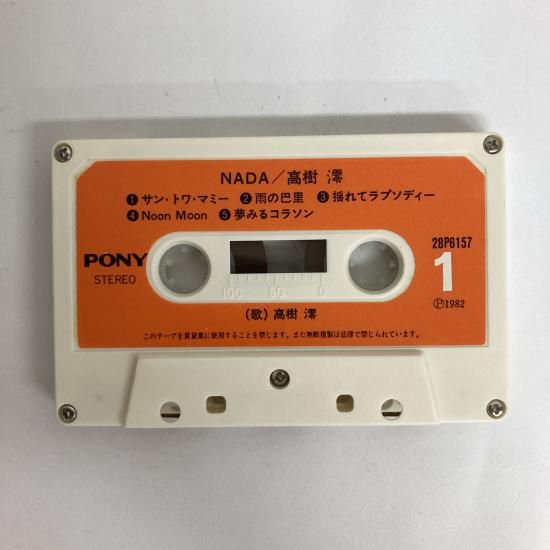 NADA/高樹 澪
❶ サン・トワ・マミー ❷ 雨の巴里 ❸ 揺れてラプソディー
❹ Noon Moon ❺ 夢みるコラソン
PONY
STEREO
28P6157
1
Ⓟ1982
100 50 0
(歌) 高樹 澪
このテープを賃貸業に使用することを禁じます。また無断複製は法律で禁じられています。